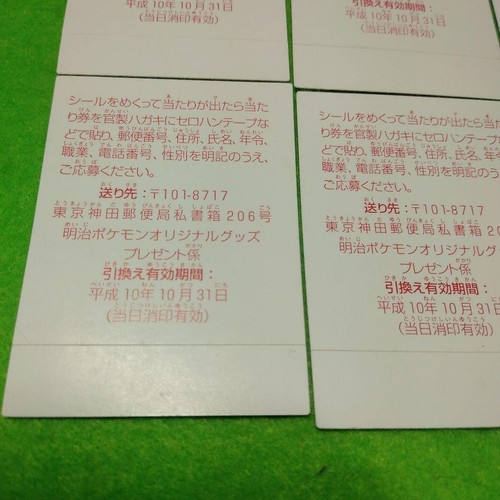 平成10年10月31日
(当日消印有効)
引換え有効期間:
平成10年10月31日
(当日消印有効)
シールをめくって当たりが出たら当た
り券を官製ハガキにセロハンテープな
どで貼り、郵便番号、住所、氏名、年令、
職業、電話番号、性別を明記のうえ、
ご応募ください。
送り先:〒101-8717
東京神田郵便局私書箱206号
明治ポケモンオリジナルグッズ
プレゼント係
引換え有効期間:
平成10年10月31日
(当日消印有効)
シールをめくって当たりが出たら
り券を官製ハガキにセロハンテー
どで貼り、郵便番号、住所、氏名、
職業、電話番号、性別を明記の
ご応募ください。
送り先:〒101-8717
東京神田郵便局私書箱20
明治ポケモンオリジナルグ
プレゼント係
引換え有効期間:
平成10年10月31日
(当日消印有効)